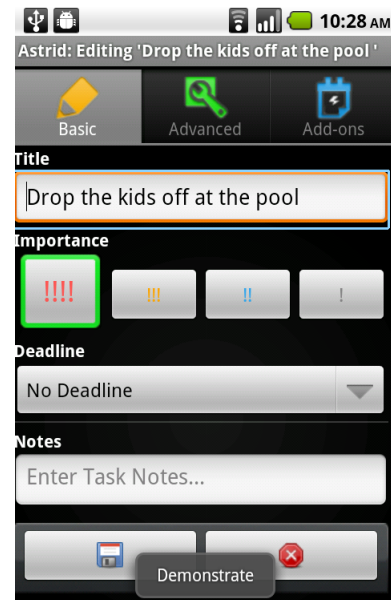 10:28 AM
Astrid: Editing 'Drop the kids off at the pool '
Basic Advanced Add-ons
Title
Drop the kids off at the pool
Importance
!!!! !!! !! !
Deadline
No Deadline
Notes
Enter Task Notes...
Demonstrate